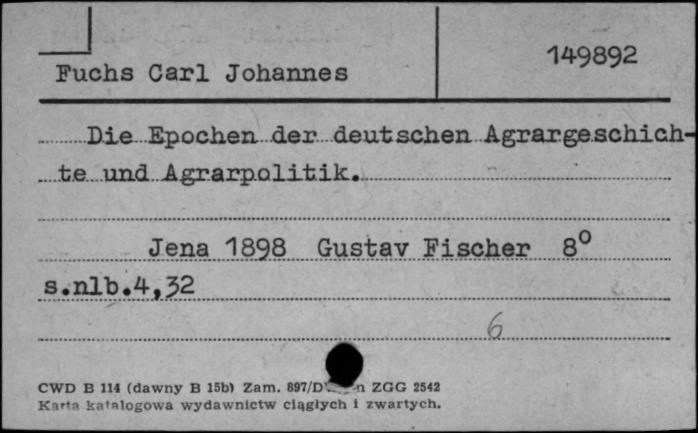 149892
Fuchs Carl Johannes
Die Epochen der deutschen Agrargeschich-
te und Agrarpolitik.
Jena 1898 Gustav Fischer 8°
s.nlb.4,32
6
CWD B 114 (dawny B 15b) Zam. 897/D n ZGG 2542
Karta katalogowa wydawnictw ciągłych i zwartych.